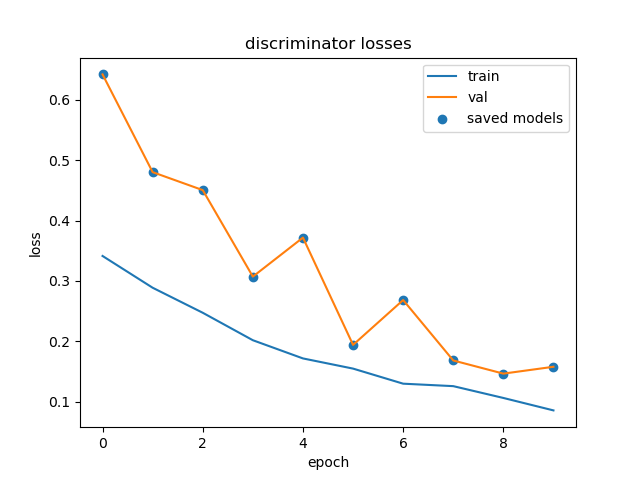 discriminator losses
train
val
saved models
0.6
0.5
0.4
0.3
0.2
0.1
loss
0 2 4 6 8
epoch